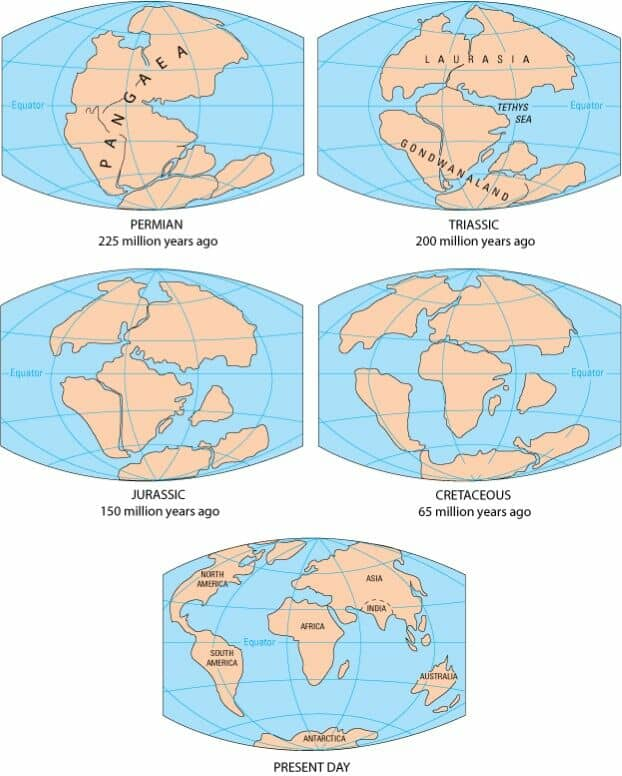 PANGAEA
Equator
PERMIAN
225 million years ago
LAURASIA
TETHYS
SEA
Equator
GONDWANALAND
TRIASSIC
200 million years ago
Equator
JURASSIC
150 million years ago
Equator
CRETACEOUS
65 million years ago
NORTH
AMERICA
ASIA
INDIA
AFRICA
Equator
SOUTH
AMERICA
AUSTRALIA
ANTARCTICA
PRESENT DAY